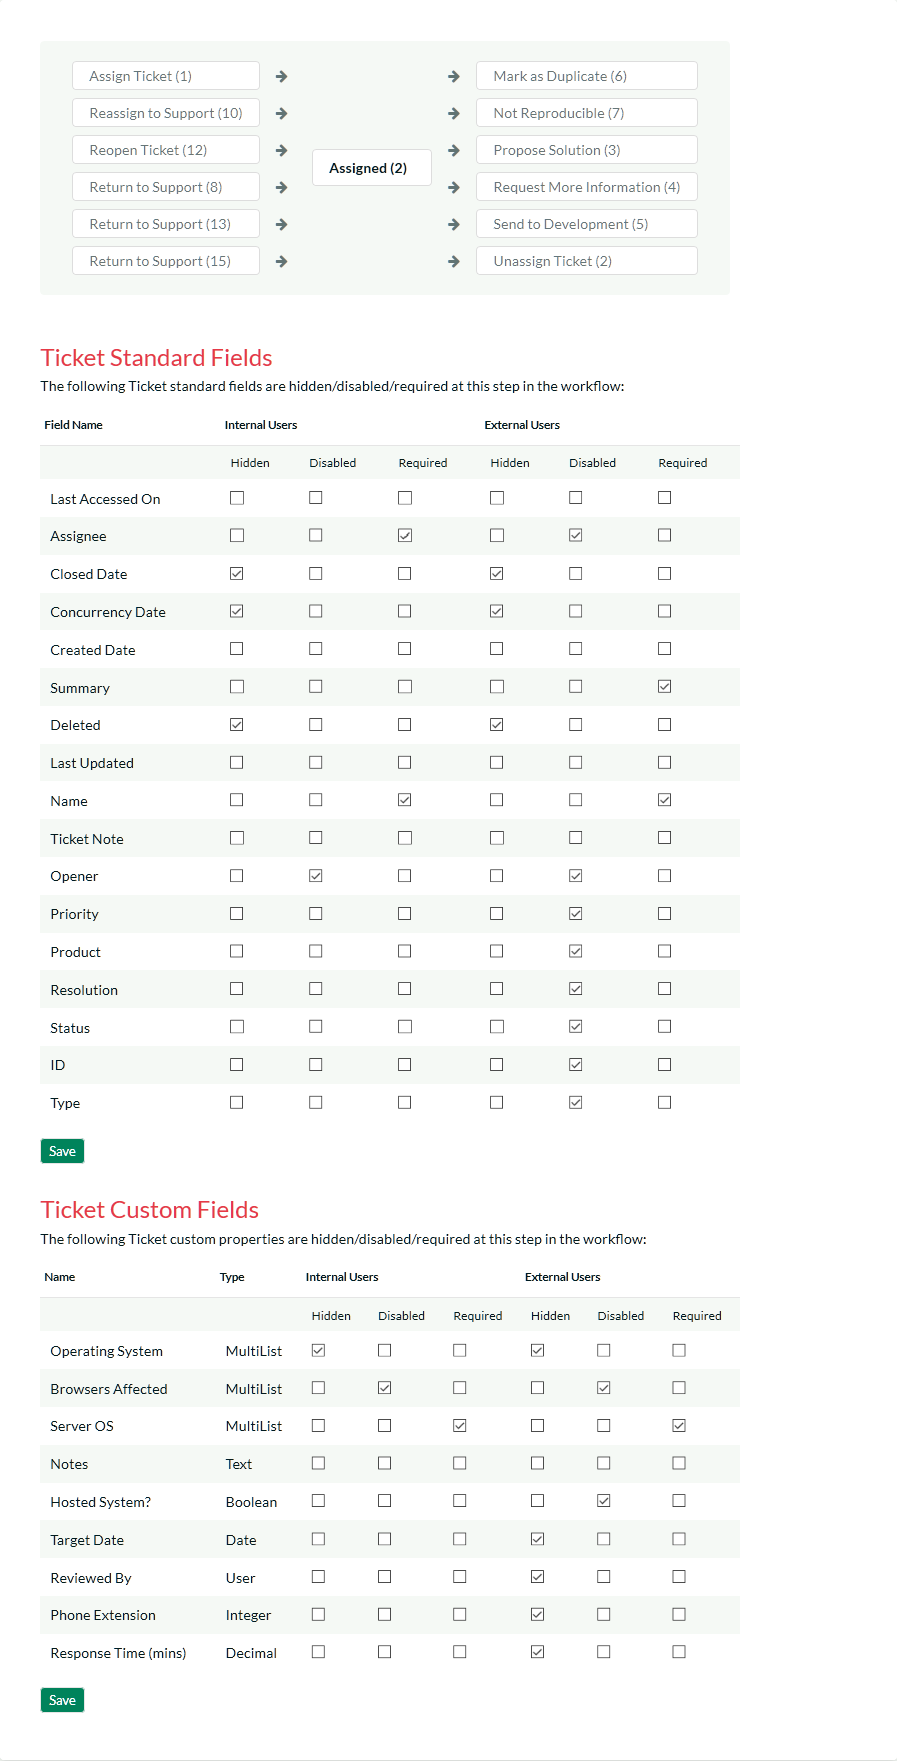 Assign Ticket (1)
Mark as Duplicate (6)
Reassign to Support (10)
Not Reproducible (7)
Reopen Ticket (12)
Propose Solution (3)
Assigned (2)
Return to Support (8)
Request More Information (4)
Return to Support (13)
Send to Development (5)
Return to Support (15)
Unassign Ticket (2)
Ticket Standard Fields
The following Ticket standard fields are hidden/disabled/required at this step in the workflow:
Field Name Internal Users External Users
Hidden Disabled Required Hidden Disabled Required
Last Accessed On
Assignee
Closed Date
Concurrency Date
Created Date
Summary
Deleted
Last Updated
Name
Ticket Note
Opener
Priority
Product
Resolution
Status
ID
Type
Save
Ticket Custom Fields
The following Ticket custom properties are hidden/disabled/required at this step in the workflow:
Name Type Internal Users External Users
Hidden Disabled Required Hidden Disabled Required
Operating System MultiList
Browsers Affected MultiList
Server OS MultiList
Notes Text
Hosted System? Boolean
Target Date Date
Reviewed By User
Phone Extension Integer
Response Time (mins) Decimal
Save